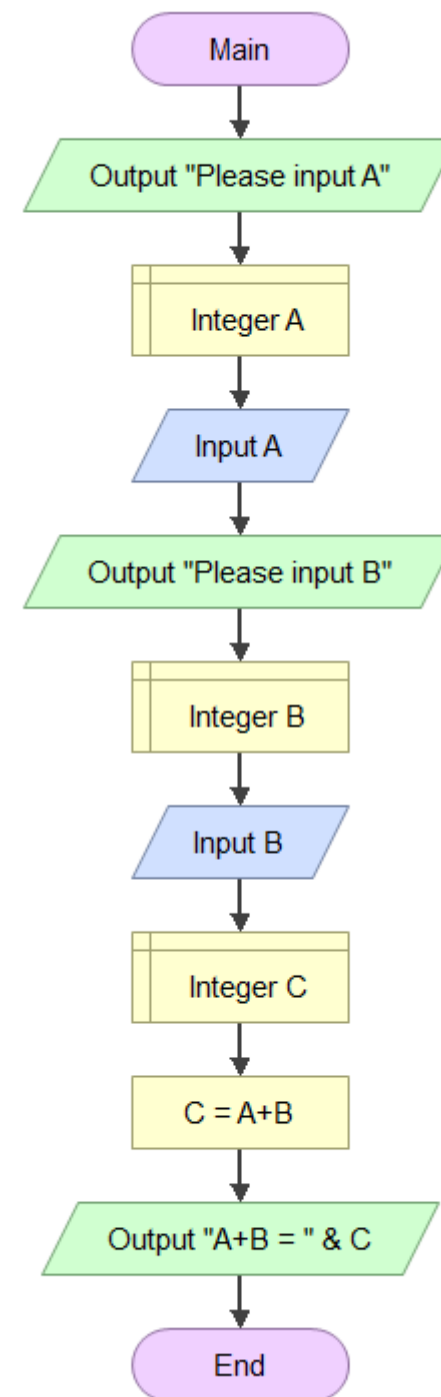 Main
Output "Please input A"
Integer A
Input A
Output "Please input B"
Integer B
Input B
Integer C
C = A+B
Output "A+B = " & C
End